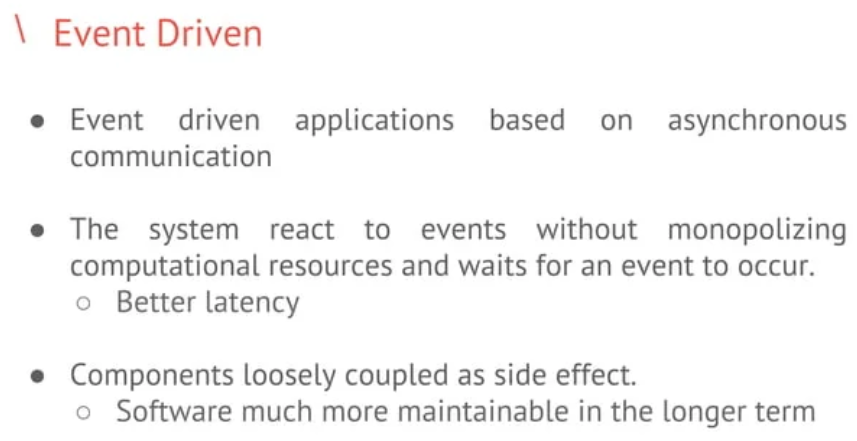 \ Event Driven
● Event driven applications based on asynchronous
communication
● The system react to events without monopolizing
computational resources and waits for an event to occur.
○ Better latency
● Components loosely coupled as side effect.
○ Software much more maintainable in the longer term